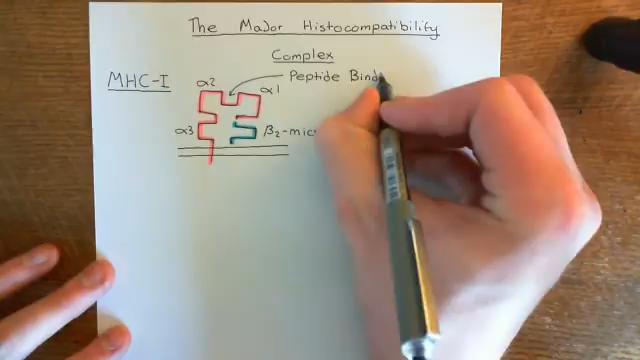 The Major Histocompatibility
Complex
MHC-I
α2
Peptide Bind
α1
α3
β2-mic